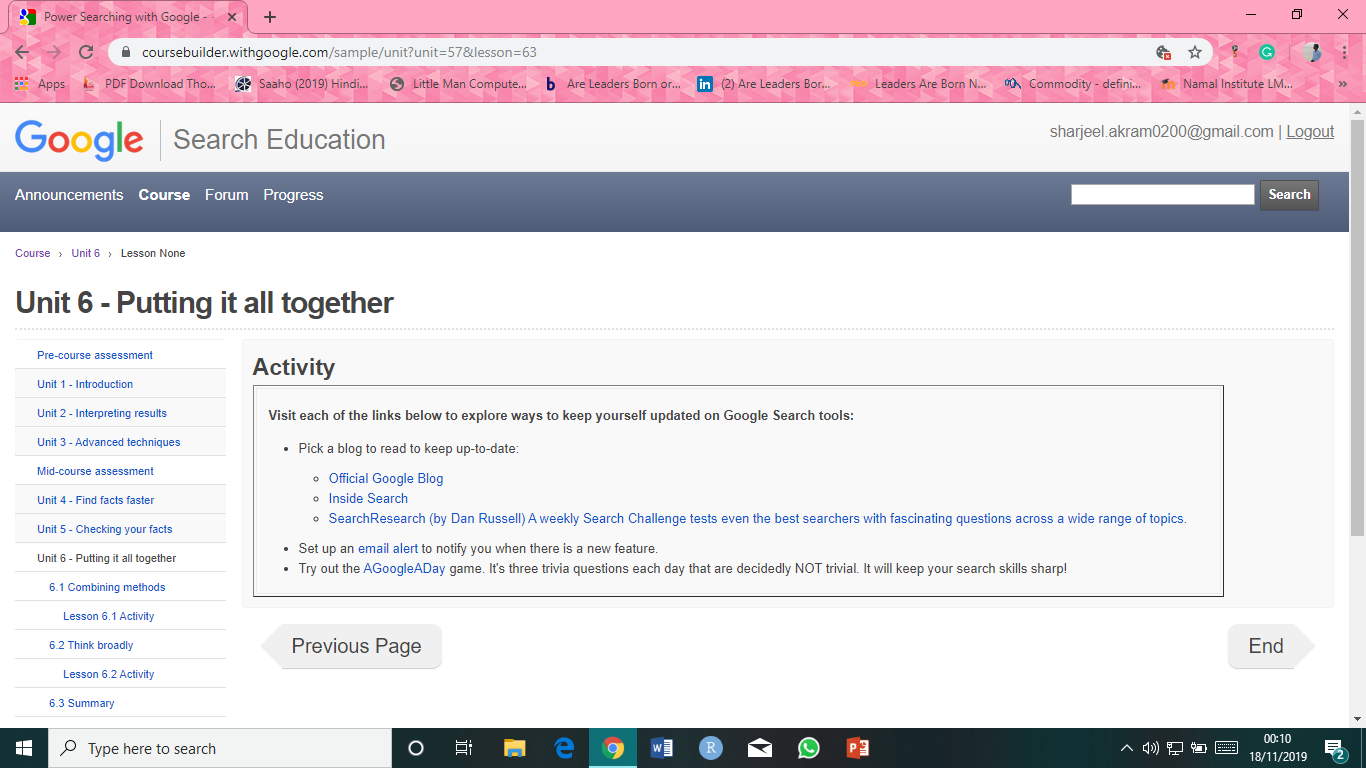 Power Searching with Google - -
coursebuilder.withgoogle.com/sample/unit?unit=57&lesson=63
Apps PDF Download Tho... Saaho (2019) Hindi... Little Man Compute... Are Leaders Born or... (2) Are Leaders Bor... Leaders Are Born N... Commodity - defini... Namal Institute LM... »
Google Search Education
sharjeel.akram0200@gmail.com | Logout
Announcements Course Forum Progress
Search
Course › Unit 6 › Lesson None
Unit 6 - Putting it all together
Pre-course assessment
Unit 1 - Introduction
Unit 2 - Interpreting results
Unit 3 - Advanced techniques
Mid-course assessment
Unit 4 - Find facts faster
Unit 5 - Checking your facts
Unit 6 - Putting it all together
6.1 Combining methods
Lesson 6.1 Activity
6.2 Think broadly
Lesson 6.2 Activity
6.3 Summary
Activity
Visit each of the links below to explore ways to keep yourself updated on Google Search tools:
• Pick a blog to read to keep up-to-date:
Official Google Blog
Inside Search
SearchResearch (by Dan Russell) A weekly Search Challenge tests even the best searchers with fascinating questions across a wide range of topics.
• Set up an email alert to notify you when there is a new feature.
• Try out the AGoogleADay game. It's three trivia questions each day that are decidedly NOT trivial. It will keep your search skills sharp!
Previous Page
End
Type here to search
00:10
18/11/2019
2